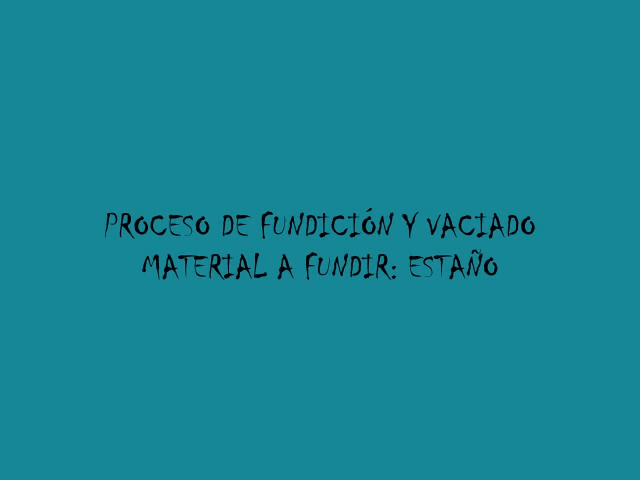 PROCESO DE FUNDICIÓN Y VACIADO
MATERIAL A FUNDIR: ESTAÑO